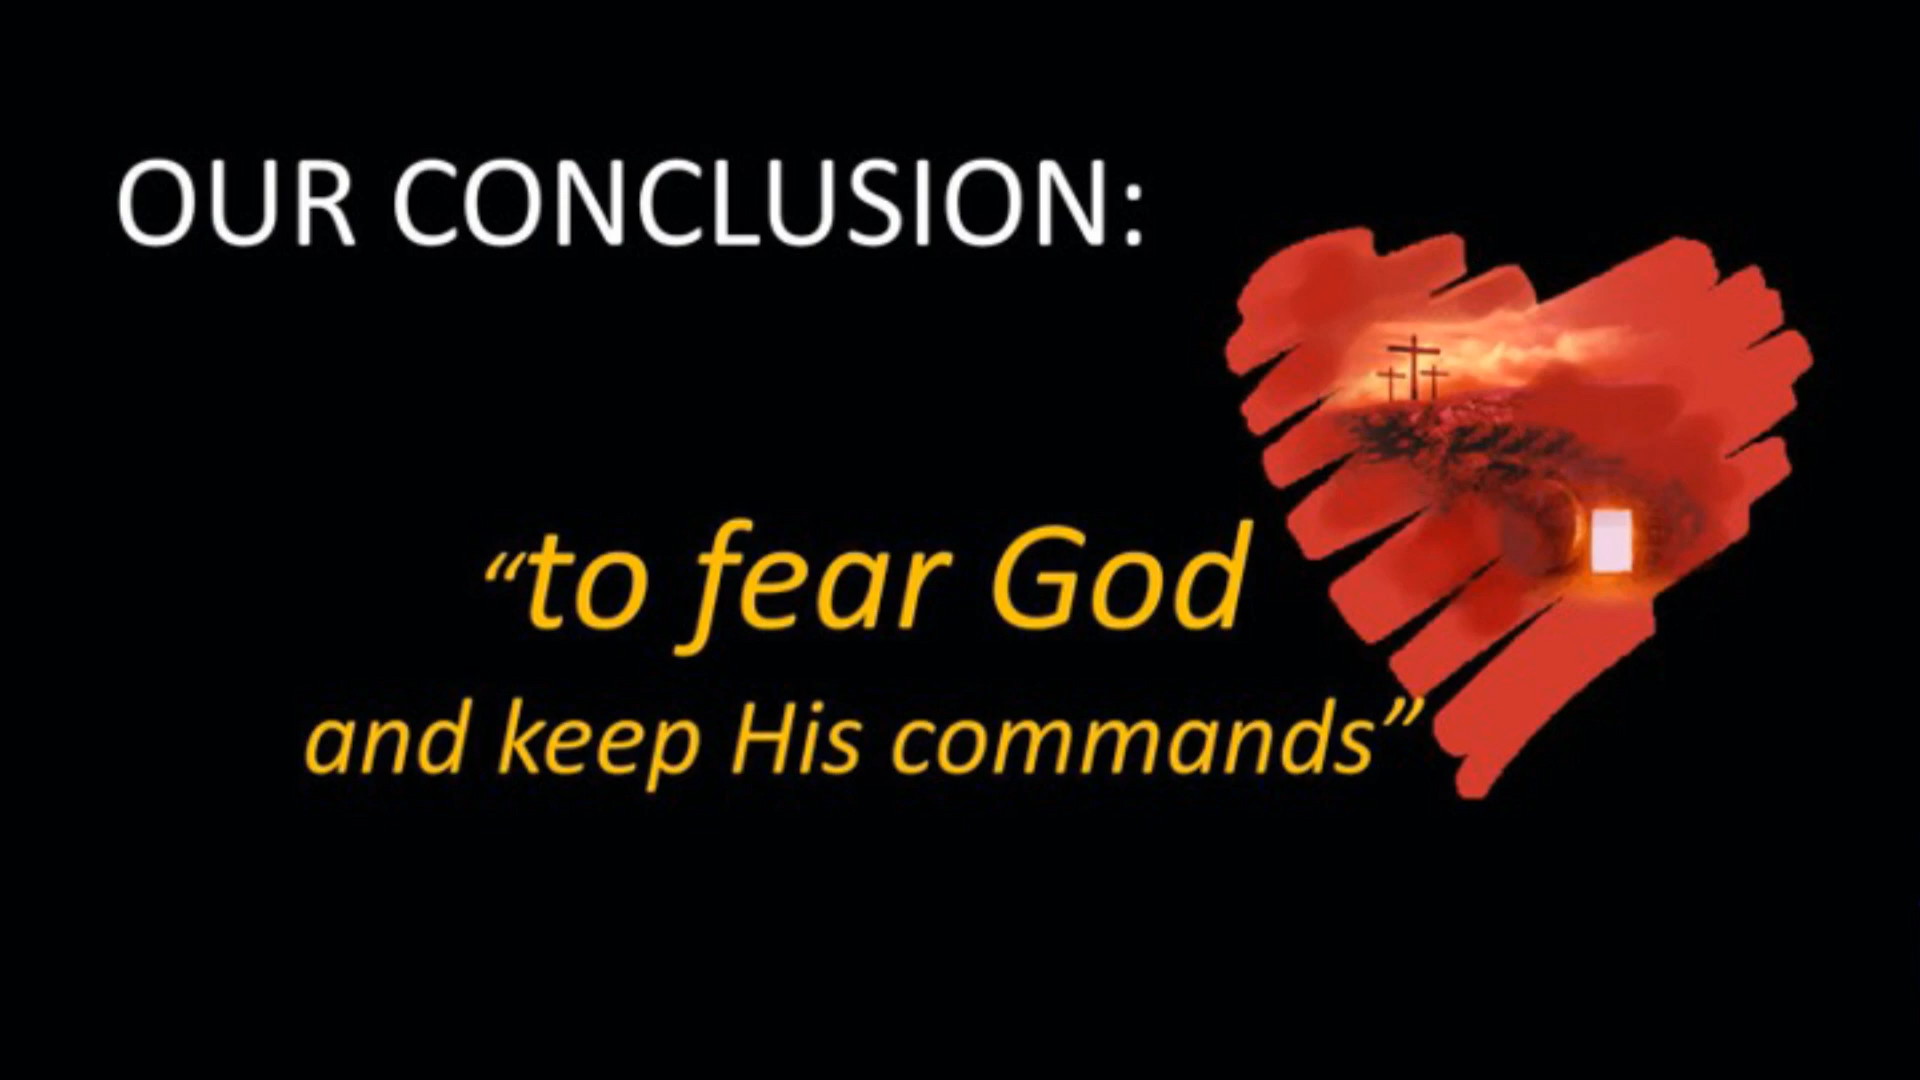 OUR CONCLUSION:
“to fear God
and keep His commands”